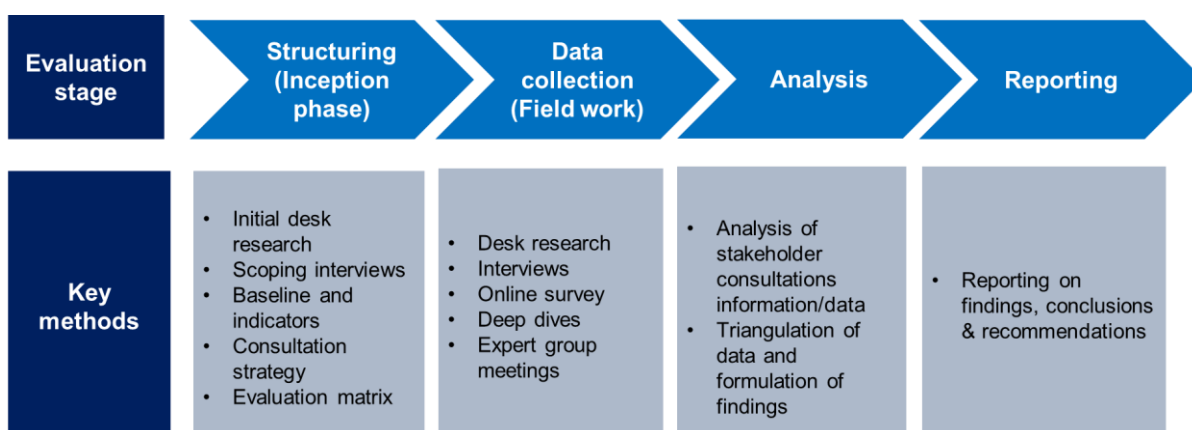 Evaluation
stage
Structuring
(Inception
phase)
Data
collection
(Field work)
Analysis
Reporting
Key
methods
• Initial desk
research
• Scoping interviews
• Baseline and
indicators
• Consultation
strategy
• Evaluation matrix
• Desk research
• Interviews
• Online survey
• Deep dives
• Expert group
meetings
• Analysis of
stakeholder
consultations
information/data
• Triangulation of
data and
formulation of
findings
• Reporting on
findings, conclusions
& recommendations